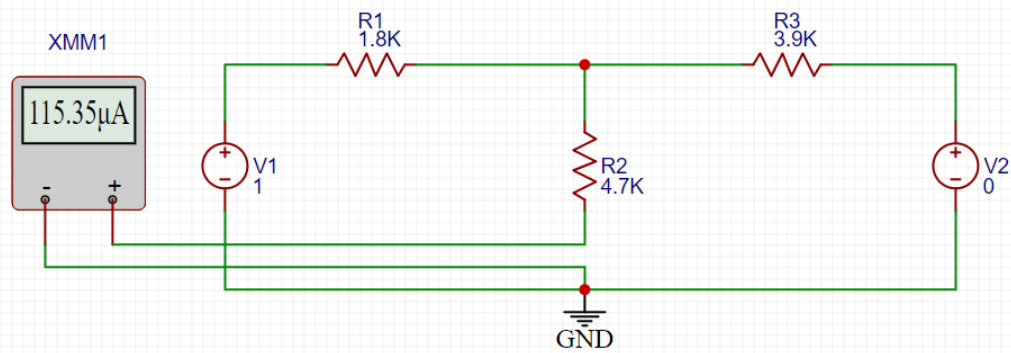 XMM1
115.35µA
- +
R1
1.8K
R3
3.9K
+
-
V1
1
R2
4.7K
+
-
V2
0
GND